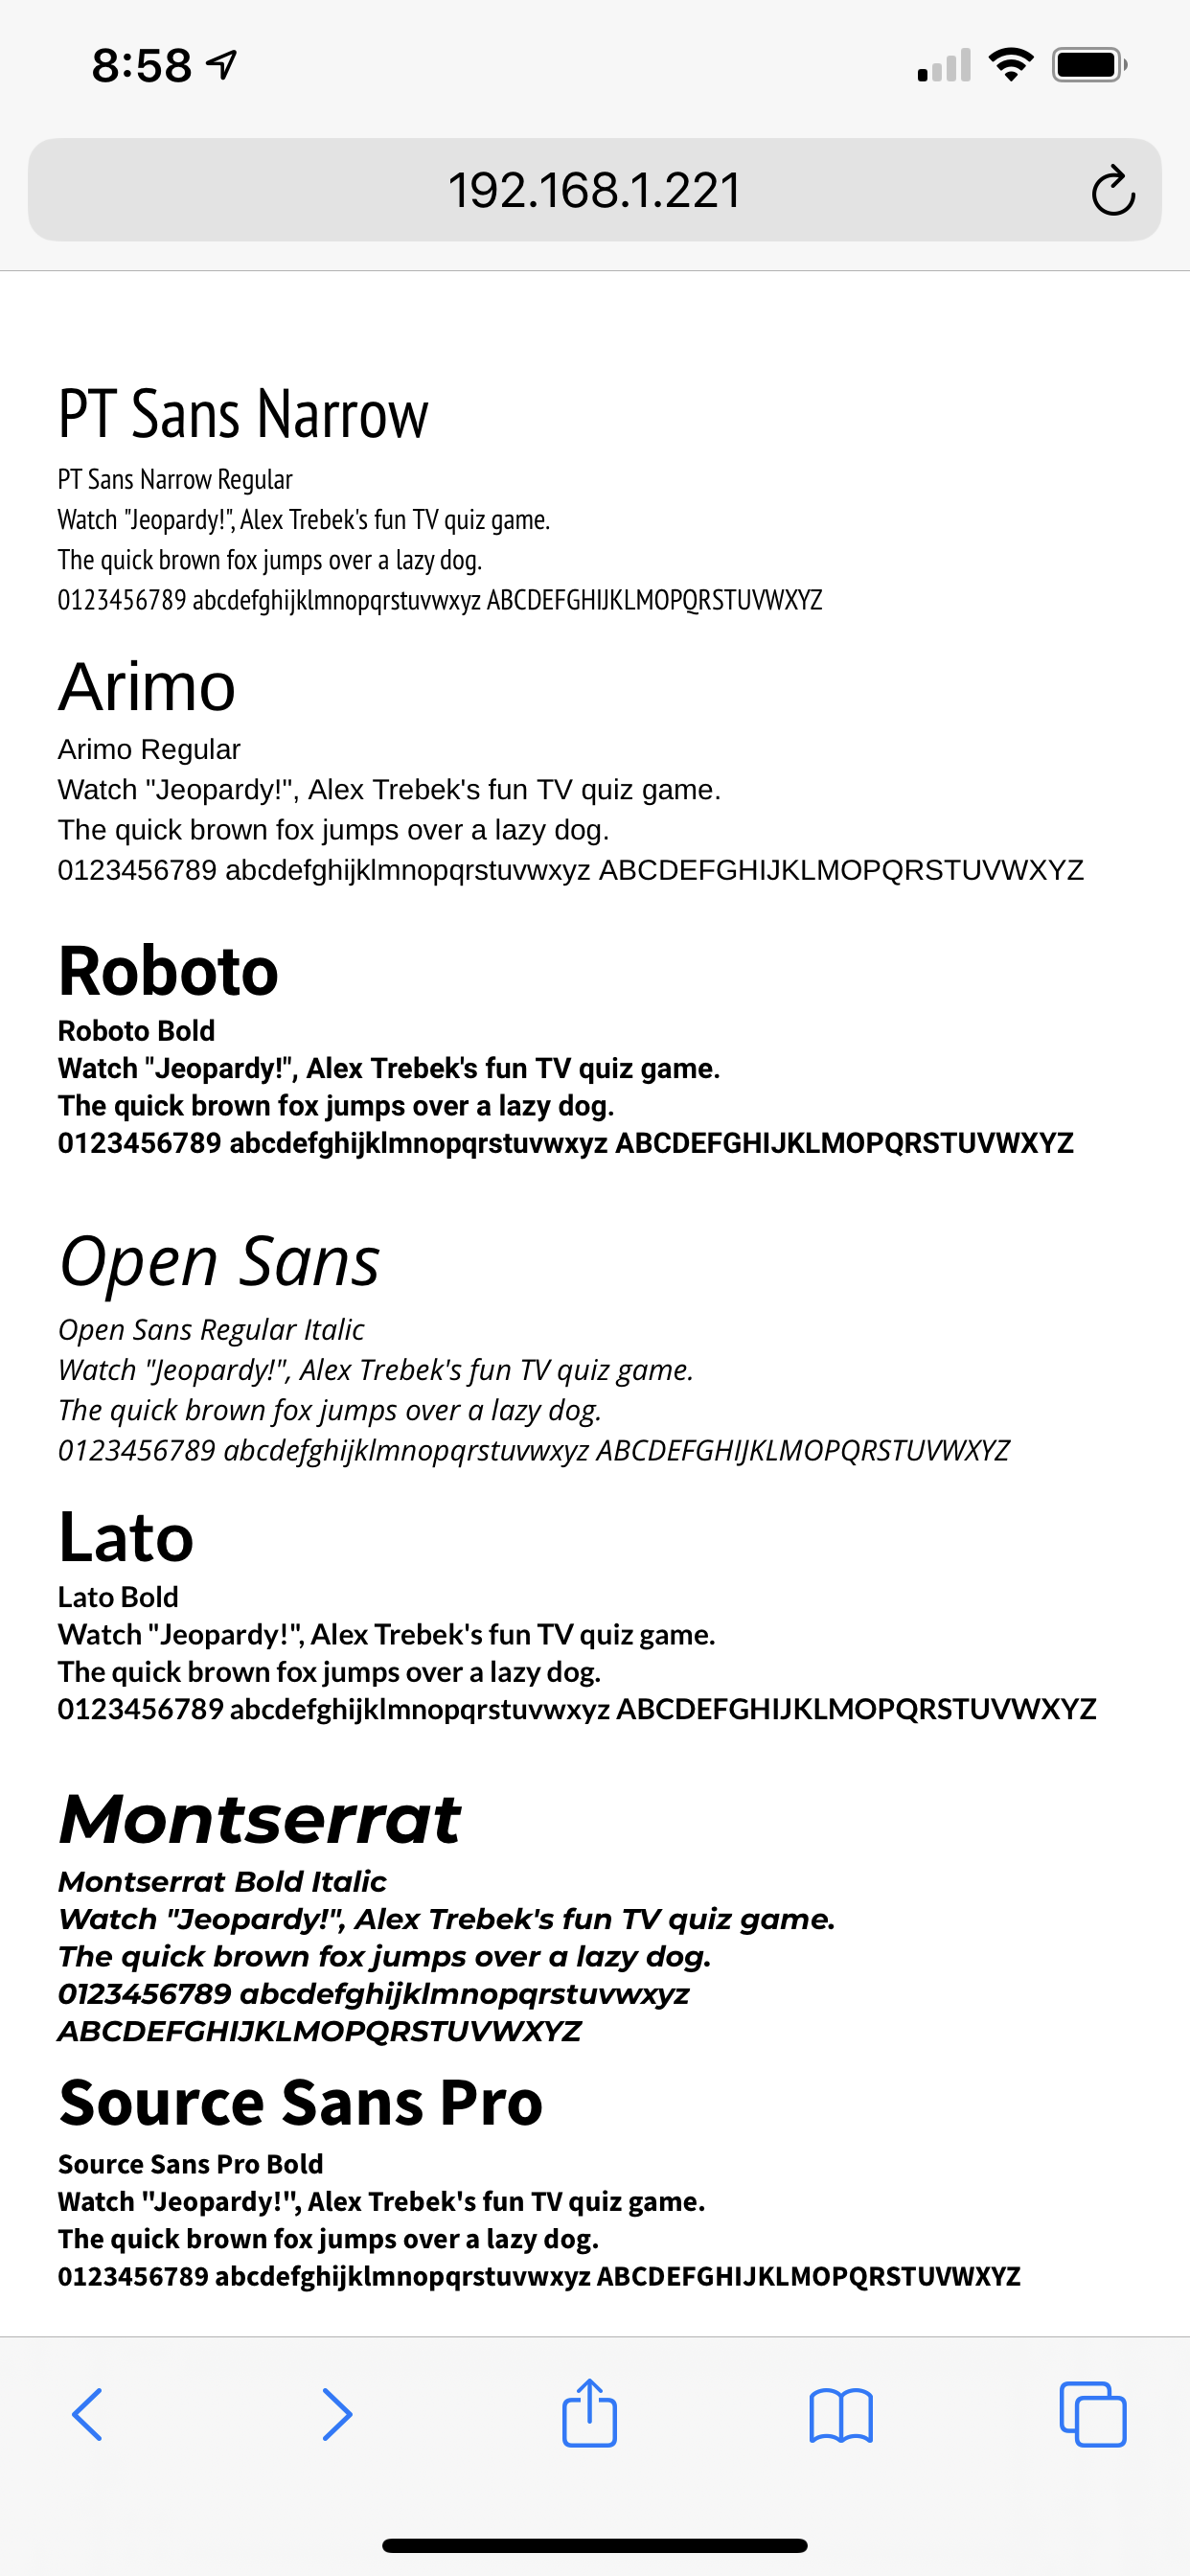 8:58
192.168.1.221
PT Sans Narrow
PT Sans Narrow Regular
Watch "Jeopardy!", Alex Trebek's fun TV quiz game.
The quick brown fox jumps over a lazy dog.
0123456789 abcdefghijklmnopqrstuvwxyz ABCDEFGHIJKLMOPQRSTUVWXYZ
Arimo
Arimo Regular
Watch "Jeopardy!", Alex Trebek's fun TV quiz game.
The quick brown fox jumps over a lazy dog.
0123456789 abcdefghijklmnopqrstuvwxyz ABCDEFGHIJKLMOPQRSTUVWXYZ
Roboto
Roboto Bold
Watch "Jeopardy!", Alex Trebek's fun TV quiz game.
The quick brown fox jumps over a lazy dog.
0123456789 abcdefghijklmnopqrstuvwxyz ABCDEFGHIJKLMOPQRSTUVWXYZ
Open Sans
Open Sans Regular Italic
Watch "Jeopardy!", Alex Trebek's fun TV quiz game.
The quick brown fox jumps over a lazy dog.
0123456789 abcdefghijklmnopqrstuvwxyz ABCDEFGHIJKLMOPQRSTUVWXYZ
Lato
Lato Bold
Watch "Jeopardy!", Alex Trebek's fun TV quiz game.
The quick brown fox jumps over a lazy dog.
0123456789 abcdefghijklmnopqrstuvwxyz ABCDEFGHIJKLMOPQRSTUVWXYZ
Montserrat
Montserrat Bold Italic
Watch "Jeopardy!", Alex Trebek's fun TV quiz game.
The quick brown fox jumps over a lazy dog.
0123456789 abcdefghijklmnopqrstuvwxyz
ABCDEFGHIJKLMOPQRSTUVWXYZ
Source Sans Pro
Source Sans Pro Bold
Watch "Jeopardy!", Alex Trebek's fun TV quiz game.
The quick brown fox jumps over a lazy dog.
0123456789 abcdefghijklmnopqrstuvwxyz ABCDEFGHIJKLMOPQRSTUVWXYZ